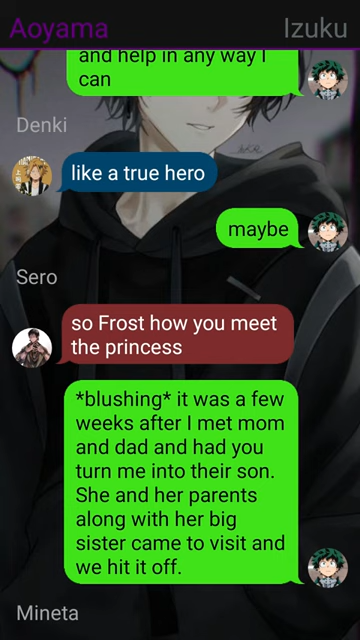 Aoyama
Izuku
and help in any way I
can
Denki
like a true hero
maybe
Sero
so Frost how you meet
the princess
*blushing* it was a few
weeks after I met mom
and dad and had you
turn me into their son.
She and her parents
along with her big
sister came to visit and
we hit it off.
Mineta